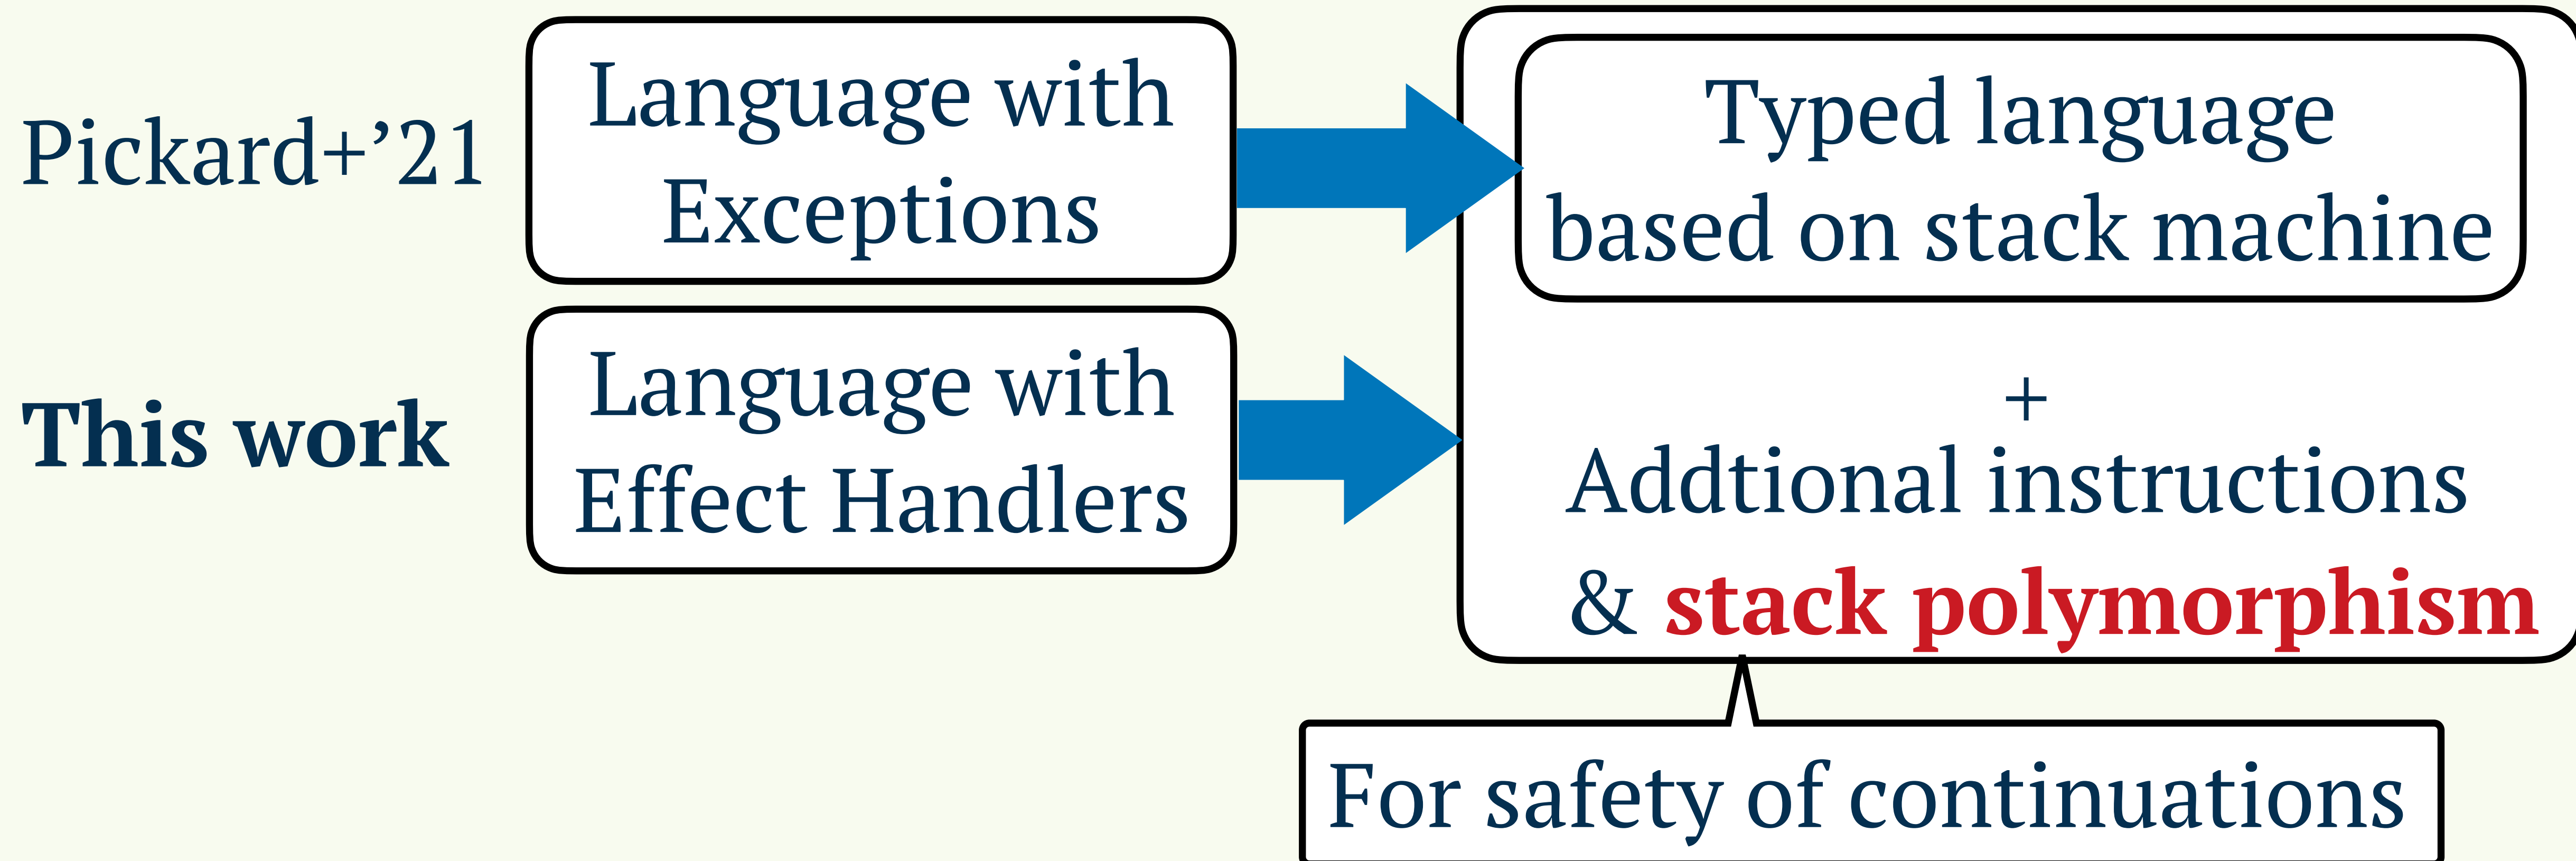 Pickard+’21
Language with
Exceptions
Typed language
based on stack machine
This work
Language with
Effect Handlers
+
Addtional instructions
& stack polymorphism
For safety of continuations